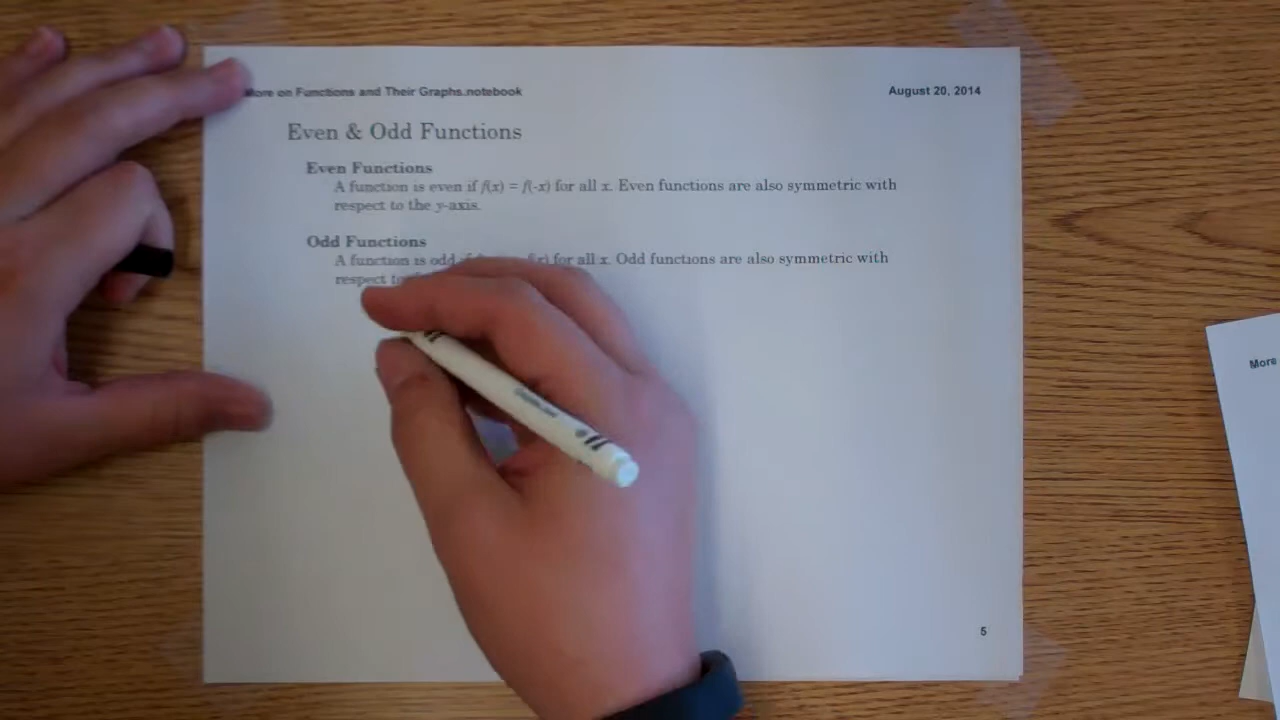 More on Functions and Their Graphs.notebook
August 20, 2014
Even & Odd Functions
Even Functions
A function is even if f(x) = f(-x) for all x. Even functions are also symmetric with
respect to the y-axis.
Odd Functions
A function is odd for all x. Odd functions are also symmetric with
respect to
5
More